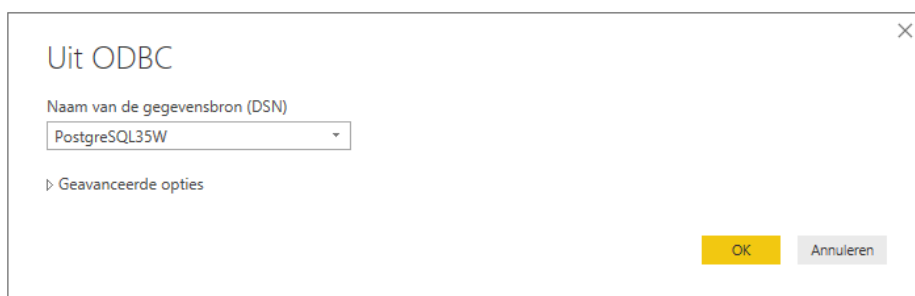 Uit ODBC
Naam van de gegevensbron (DSN)
PostgreSQL35W
Geavanceerde opties
OK Annuleren